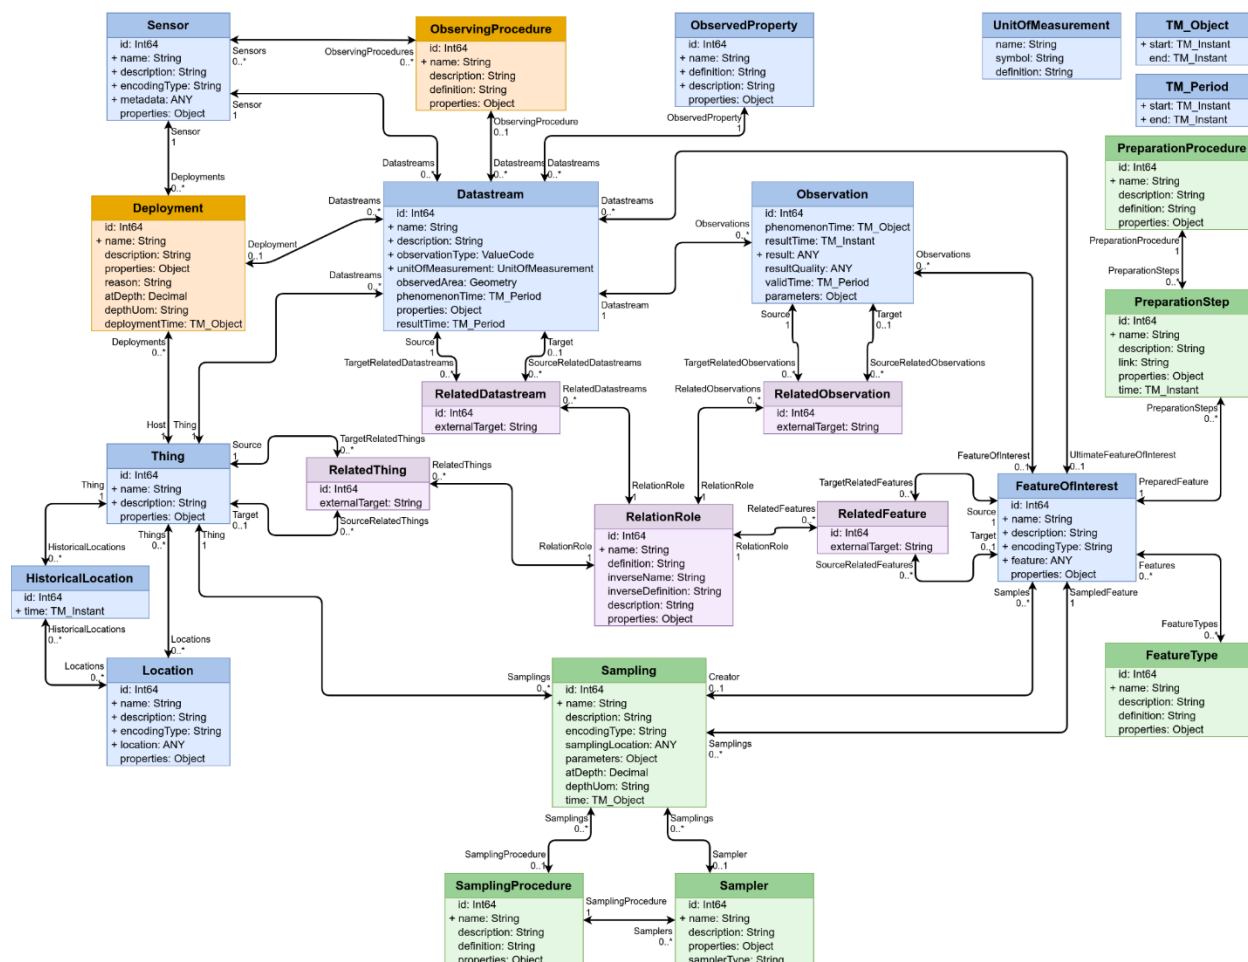 Sensor
id: Int64
+ name: String
+ description: String
+ encodingType: String
+ metadata: ANY
properties: Object
Sensors
ObservingProcedures
0..*
ObservingProcedure
id: Int64
+ name: String
description: String
definition: String
properties: Object
ObservedProperty
id: Int64
+ name: String
+ definition: String
+ description: String
properties: Object
UnitOfMeasurement
name: String
symbol: String
definition: String
TM_Object
+ start: TM_Instant
end: TM_Instant
TM_Period
+ start: TM_Instant
+ end: TM_Instant
Sensor
1
ObservingProcedure
0..1
ObservedProperty
1
Sensor
1
Deployments
0..*
Datastreams
0..*
Datastreams
0..*
Datastreams
0..*
PreparationProcedure
id: Int64
+ name: String
description: String
definition: String
properties: Object
PreparationProcedure
1
PreparationSteps
0..*
Deployment
id: Int64
+ name: String
description: String
properties: Object
reason: String
atDepth: Decimal
depthUom: String
deploymentTime: TM_Object
Datastreams
0..*
Deployment
0..1
Datastreams
0..*
Datastream
id: Int64
+ name: String
+ description: String
+ observationType: ValueCode
+ unitOfMeasurement: UnitOfMeasurement
observedArea: Geometry
phenomenonTime: TM_Period
properties: Object
resultTime: TM_Period
Datastreams
0..*
Observations
0..*
Datastream
1
Observation
id: Int64
phenomenonTime: TM_Object
resultTime: TM_Instant
+ result: ANY
resultQuality: ANY
validTime: TM_Period
parameters: Object
Observations
0..*
PreparationStep
id: Int64
+ name: String
description: String
link: String
properties: Object
time: TM_Instant
PreparationSteps
0..*
Deployments
0..*
Source
1
Target
0..1
TargetRelatedDatastreams
0..*
SourceRelatedDatastreams
0..*
Source
1
Target
0..1
TargetRelatedObservations
0..*
SourceRelatedObservations
0..*
RelatedDatastream
id: Int64
externalTarget: String
RelatedDatastreams
0..*
RelatedObservations
0..*
RelatedObservation
id: Int64
externalTarget: String
Host
1
Thing
1
Thing
id: Int64
+ name: String
+ description: String
properties: Object
Source
1
TargetRelatedThings
0..*
Target
0..1
SourceRelatedThings
0..*
RelatedThing
id: Int64
externalTarget: String
RelatedThings
0..*
RelationRole
1
RelationRole
1
RelationRole
1
RelationRole
id: Int64
+ name: String
definition: String
inverseName: String
inverseDefinition: String
description: String
properties: Object
RelatedFeatures
0..*
RelationRole
1
RelatedFeature
id: Int64
externalTarget: String
TargetRelatedFeatures
0..*
SourceRelatedFeatures
0..*
Source
1
Target
0..1
FeatureOfInterest
0..1
UltimateFeatureOfInterest
0..1
PreparedFeature
1
FeatureOfInterest
id: Int64
+ name: String
+ description: String
+ encodingType: String
+ feature: ANY
properties: Object
Features
0..*
FeatureTypes
0..*
FeatureType
id: Int64
+ name: String
description: String
definition: String
properties: Object
Samples
0..*
SampledFeature
1
Thing
1
Things
0..*
Thing
1
HistoricalLocations
0..*
HistoricalLocation
id: Int64
+ time: TM_Instant
HistoricalLocations
0..*
Locations
0..*
Locations
0..*
Location
id: Int64
+ name: String
+ description: String
+ encodingType: String
+ location: ANY
properties: Object
Samplings
0..*
Sampling
id: Int64
+ name: String
description: String
encodingType: String
samplingLocation: ANY
parameters: Object
atDepth: Decimal
depthUom: String
time: TM_Object
Creator
0..1
Samplings
0..*
Samplings
0..*
Samplings
0..*
SamplingProcedure
0..1
Sampler
0..1
SamplingProcedure
id: Int64
+ name: String
description: String
definition: String
properties: Object
SamplingProcedure
1
Samplers
0..*
Sampler
id: Int64
+ name: String
description: String
properties: Object
samplerType: String